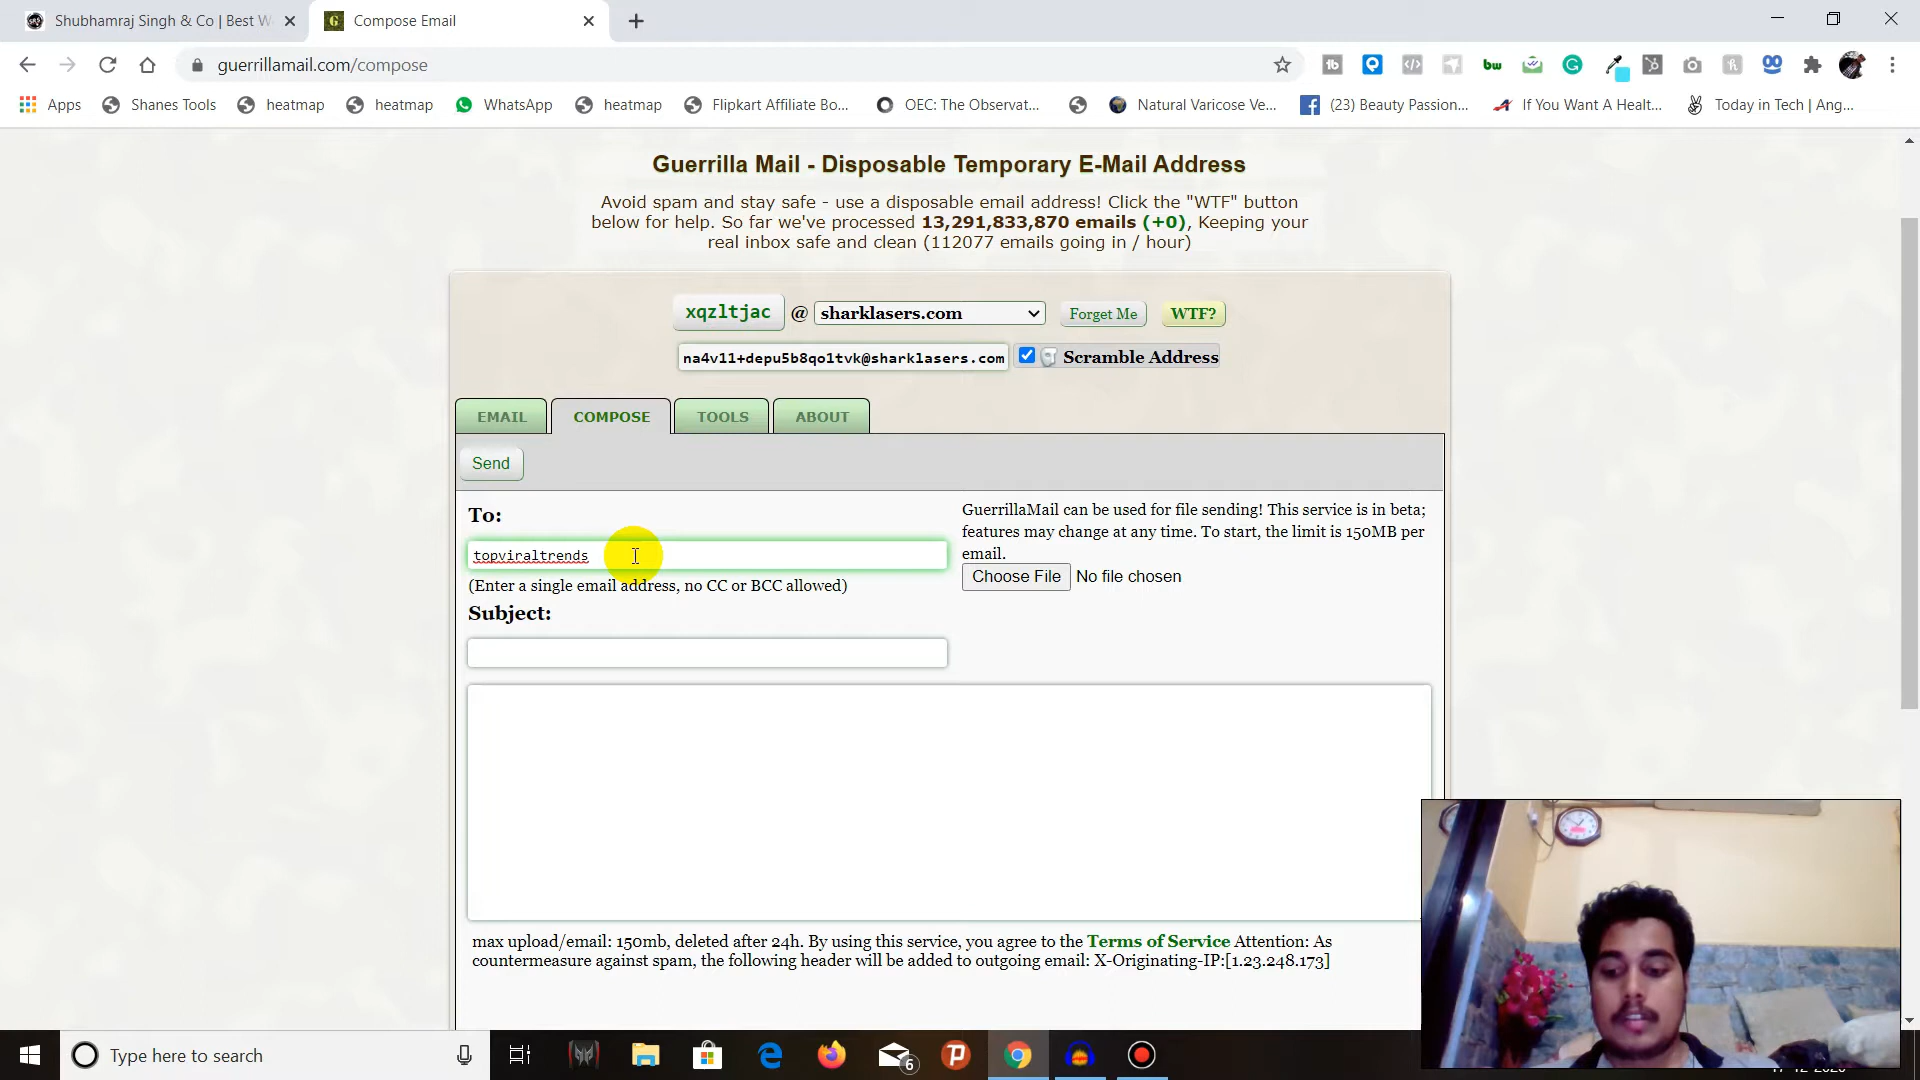 Shubhamraj Singh & Co | Best W
Compose Email
guerrillamail.com/compose
Apps
Shanes Tools
heatmap
heatmap
WhatsApp
heatmap
Flipkart Affiliate Bo...
OEC: The Observat...
Natural Varicose Ve...
(23) Beauty Passion...
If You Want A Healt...
Today in Tech | Ang...
Guerrilla Mail - Disposable Temporary E-Mail Address
Avoid spam and stay safe - use a disposable email address! Click the "WTF" button
below for help. So far we've processed 13,291,833,870 emails (+0), Keeping your
real inbox safe and clean (112077 emails going in / hour)
xqzltjac @ sharklasers.com Forget Me WTF?
na4v11+depu5b8qo1tvk@sharklasers.com Scramble Address
EMAIL COMPOSE TOOLS ABOUT
Send
To:
topviraltrends
(Enter a single email address, no CC or BCC allowed)
GuerrillaMail can be used for file sending! This service is in beta;
features may change at any time. To start, the limit is 150MB per
email.
Choose File No file chosen
Subject:
max upload/email: 150mb, deleted after 24h. By using this service, you agree to the Terms of Service Attention: As
countermeasure against spam, the following header will be added to outgoing email: X-Originating-IP:[1.23.248.173]
Type here to search
6